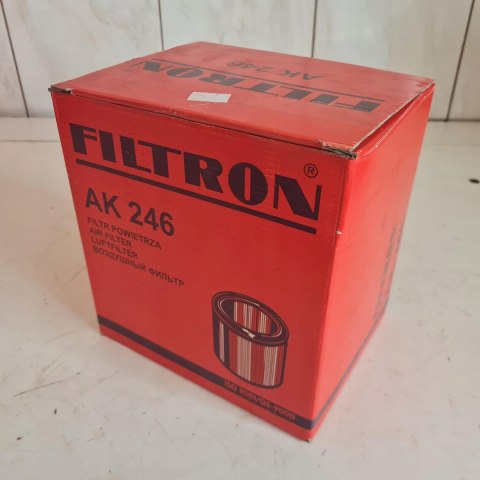 AK 246
FILTRON
FILTRON®
AK 246
FILTR POWIETRZA
AIR FILTER
LUFTFILTER
ВОЗДУШНЫЙ ФИЛЬТР